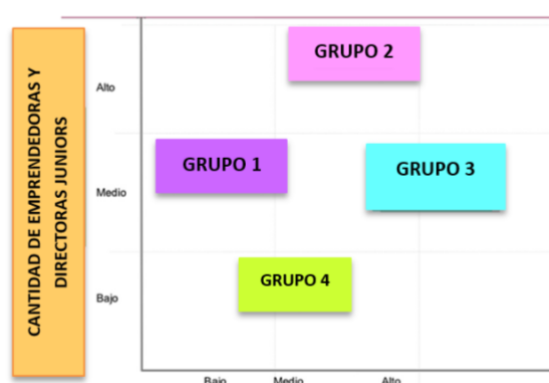 CANTIDAD DE EMPRENDEDORAS Y
DIRECTORAS JUNIORS
Alto
Medio
Bajo
GRUPO 2
GRUPO 1
GRUPO 3
GRUPO 4
Bajo
Medio
Alto